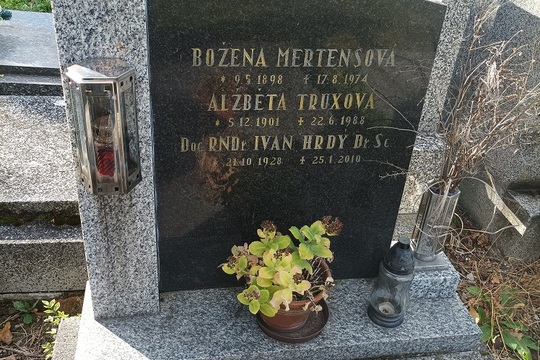 BOŽENA MERTENSOVÁ
* 9.5.1898 ✝ 17.8.1974
ALŽBĚTA TRUXOVÁ
* 5.12.1901 ✝ 22.6.1988
Doc RNDr IVAN HRDÝ Dr Sc.
* 21.10.1928 ✝ 25.1.2010